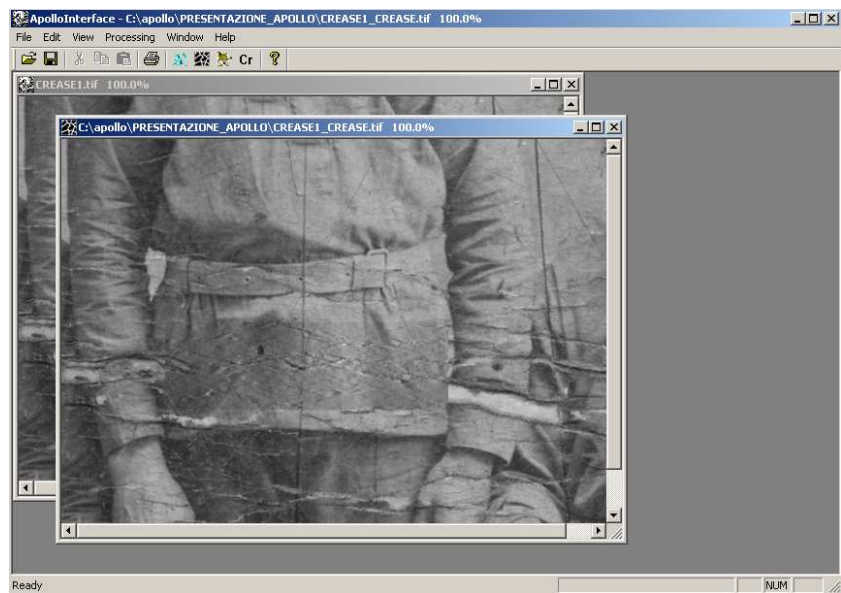 ApolloInterface - C:\apollo\PRESENTAZIONE_APOLLO\CREASE1_CREASE.tif 100.0%
File Edit View Processing Window Help
Cr
CREASE1.tif 100.0%
C:\apollo\PRESENTAZIONE_APOLLO\CREASE1_CREASE.tif 100.0%
Ready
NUM